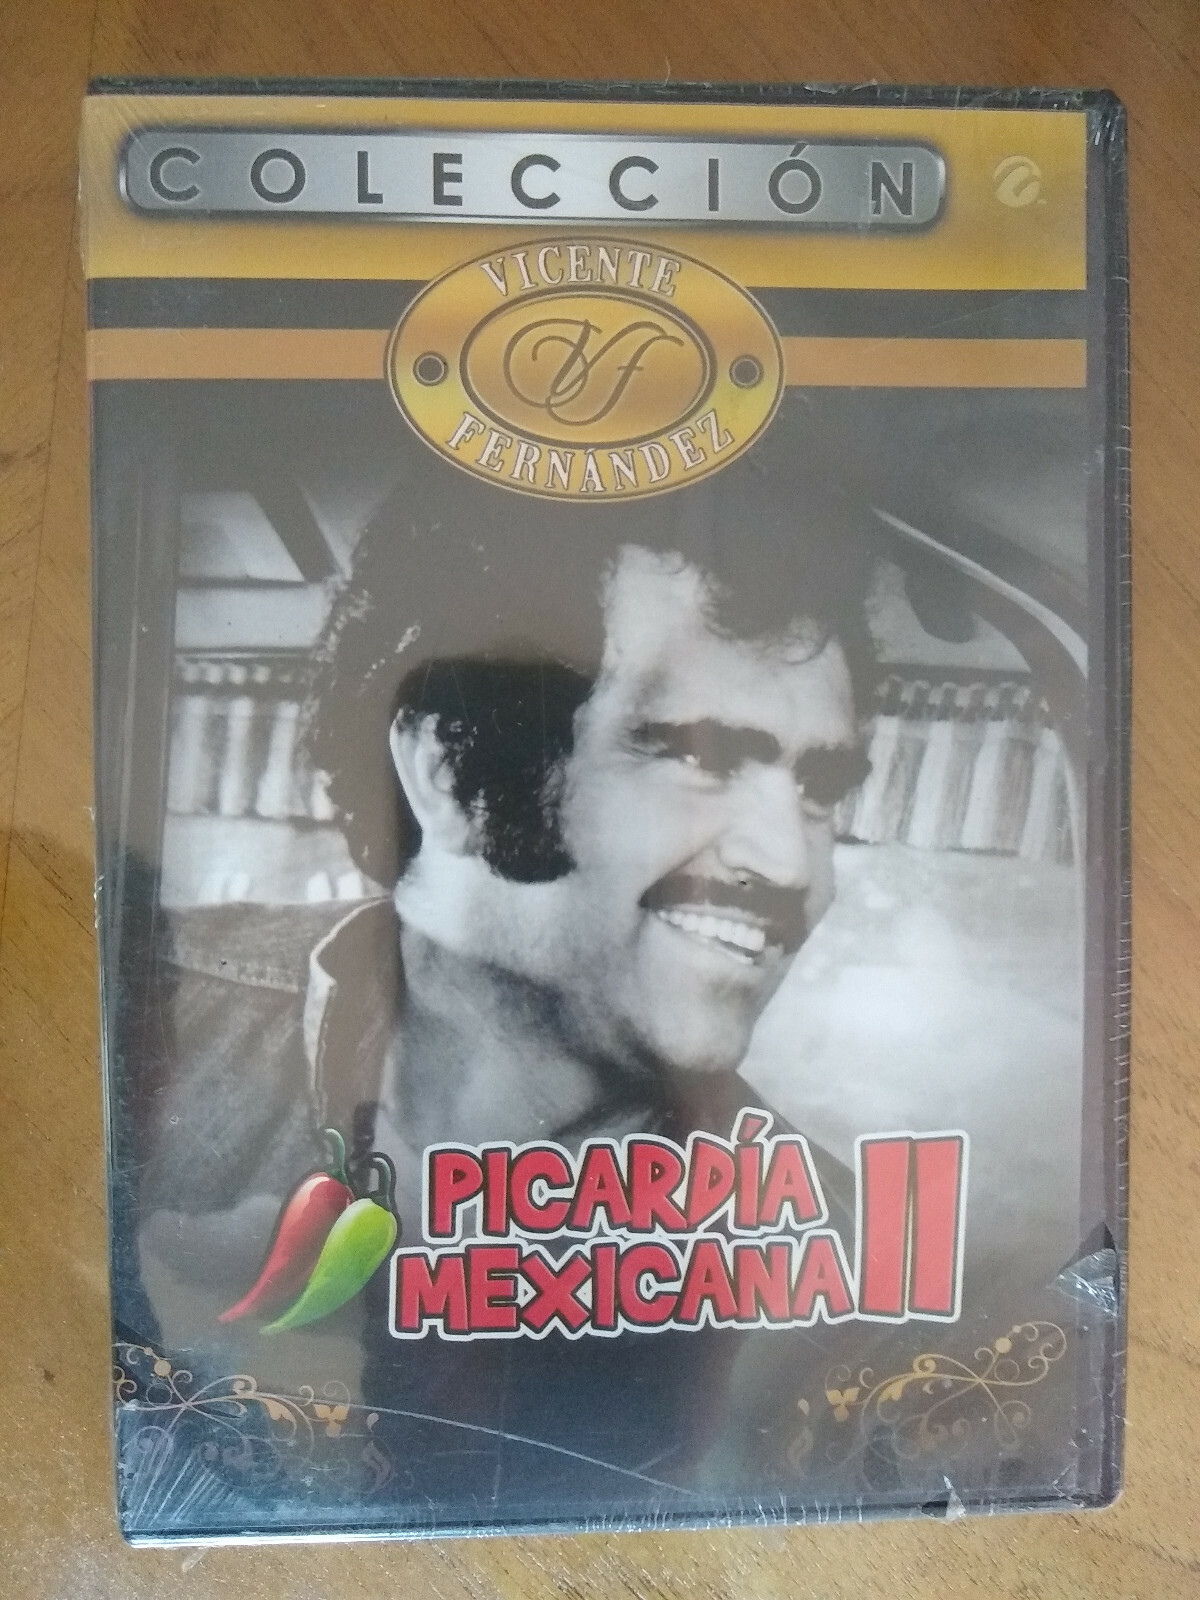 COLECCIÓN
VICENTE
VF
FERNÁNDEZ
PICARDÍA
MEXICANA II